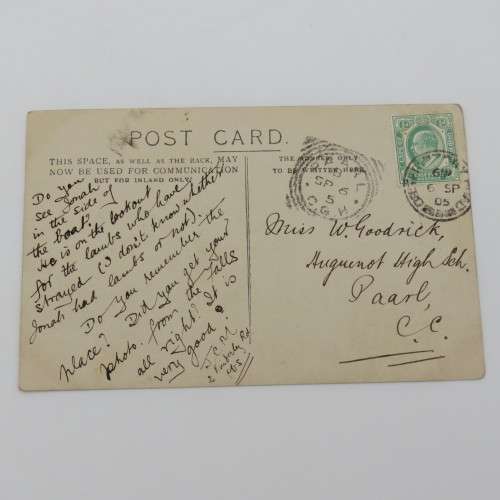 POST CARD.
THIS SPACE, AS WELL AS THE BACK, MAY
NOW BE USED FOR COMMUNICATION
BUT FOR INLAND ONLY.
THE ADDRESS ONLY
TO BE WRITTEN HERE.
Do you
see Jonah
in the side of
the boat?
He is on the lookout
for the lambs who have
strayed (I don't know whether
Jonah had lambs or not).
Do you remember the
place? Did you get your
photo. from the falls
all right? It is
very good?
Miss W Goodrick,
Huguenot High Sch.
Paarl.
C.C.
6 SP
05